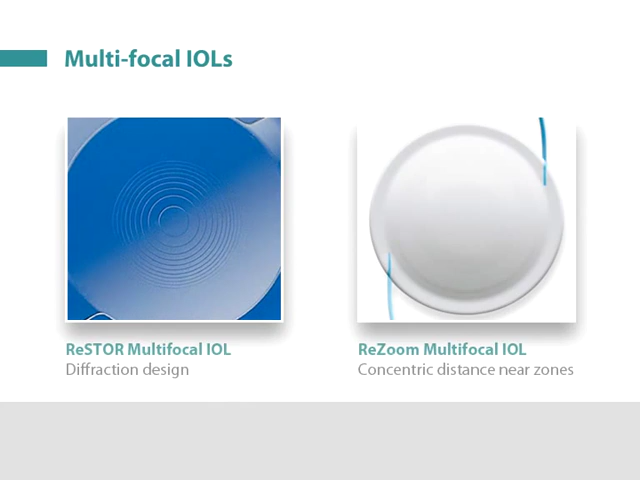 Multi-focal IOLs
ReSTOR Multifocal IOL
Diffraction design
ReZoom Multifocal IOL
Concentric distance near zones